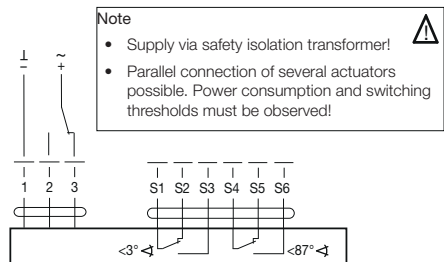 Note
• Supply via safety isolation transformer!
• Parallel connection of several actuators
possible. Power consumption and switching
thresholds must be observed!
⊥ ~
− +
1 2 3 S1 S2 S3 S4 S5 S6
<3° <87°